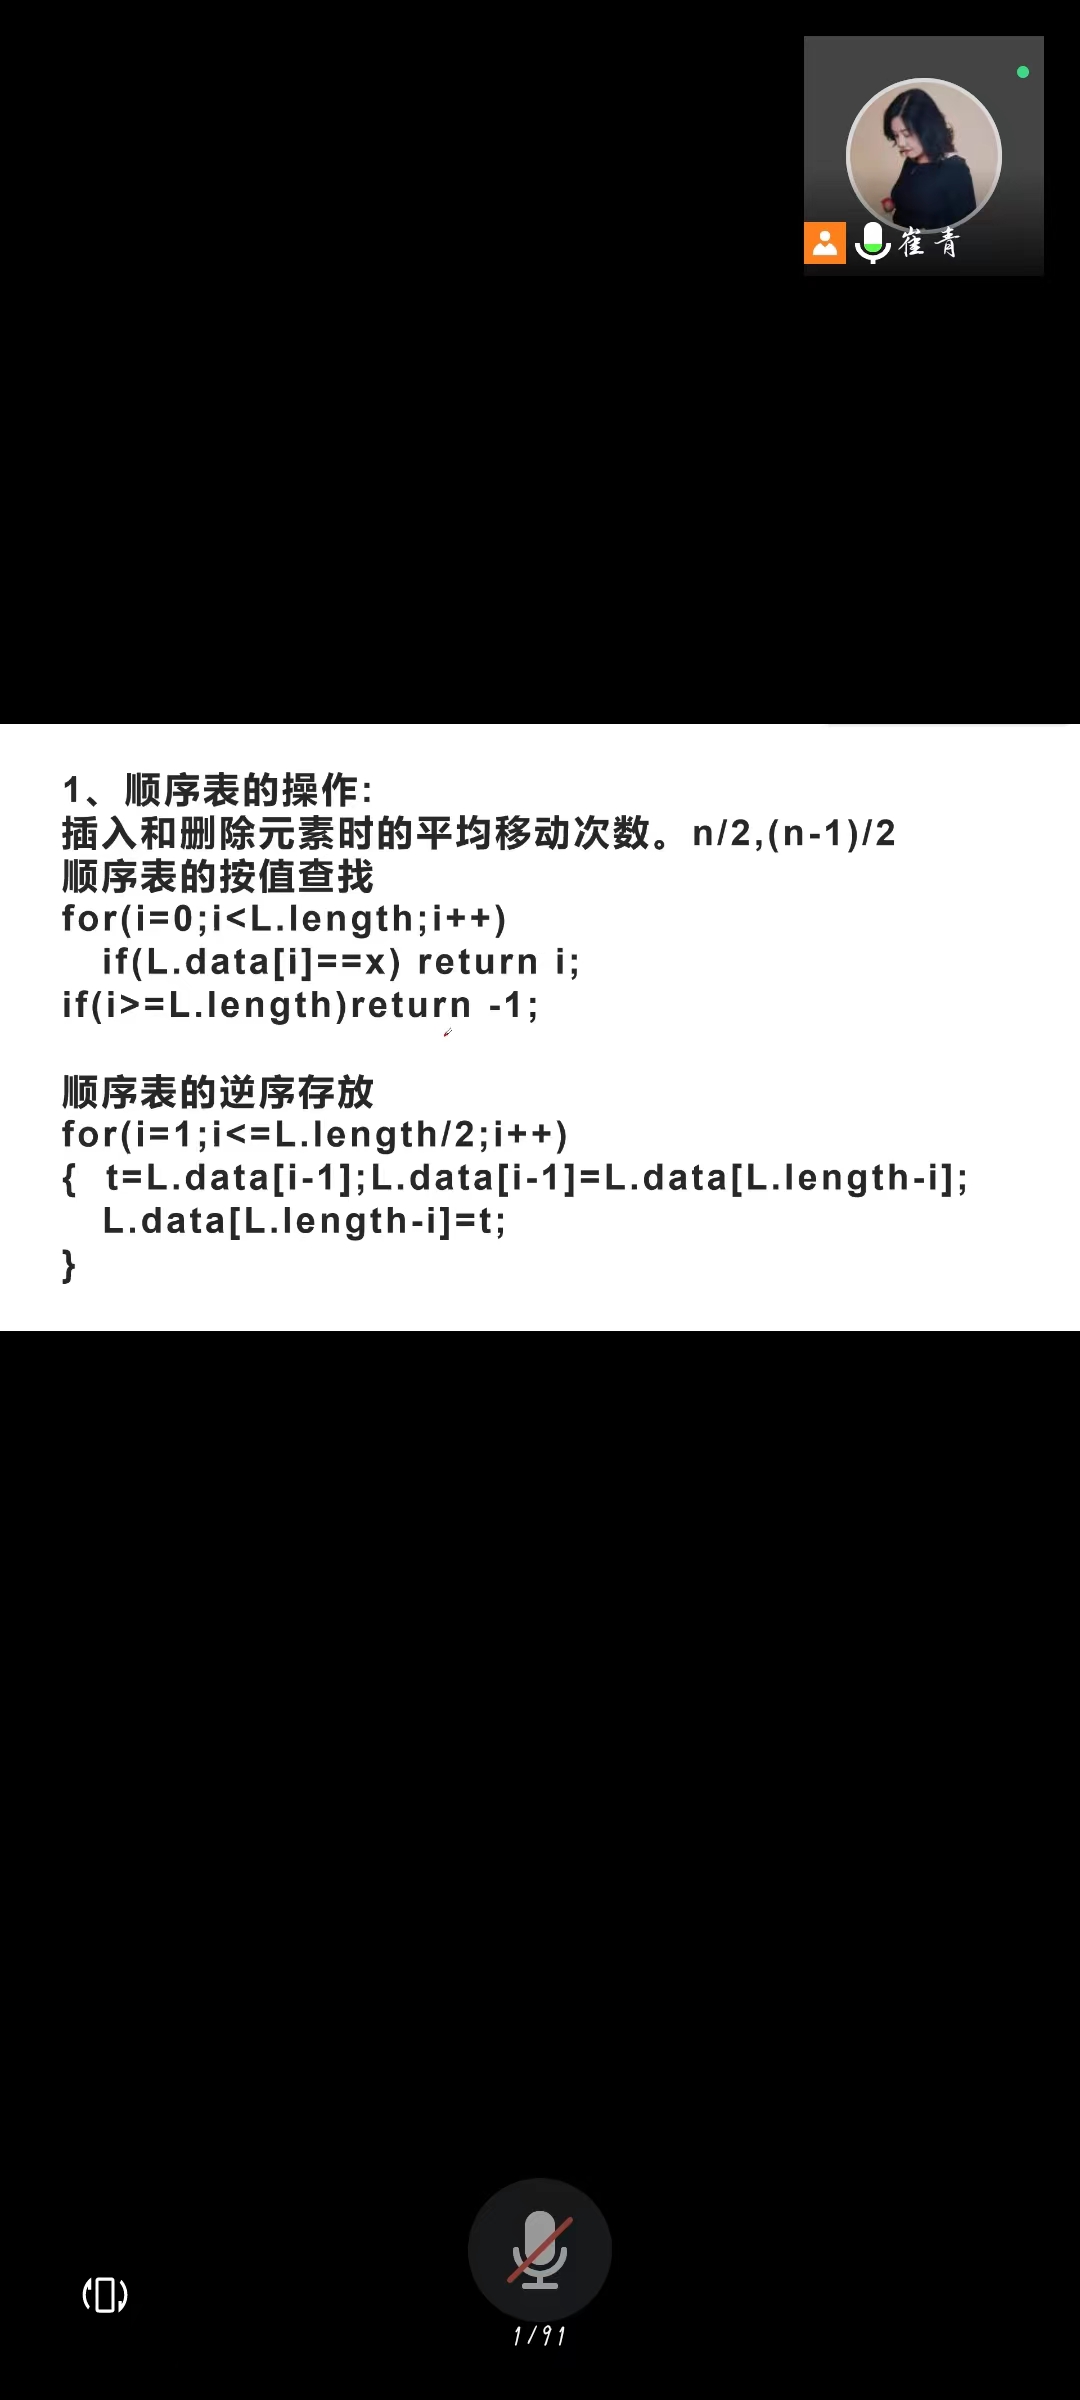 崔青
1、顺序表的操作:
插入和删除元素时的平均移动次数。n/2,(n-1)/2
顺序表的按值查找
for(i=0;i<L.length;i++)
if(L.data[i]==x) return i;
if(i>=L.length)return -1;
顺序表的逆序存放
for(i=1;i<=L.length/2;i++)
{ t=L.data[i-1];L.data[i-1]=L.data[L.length-i];
L.data[L.length-i]=t;
}
1/91